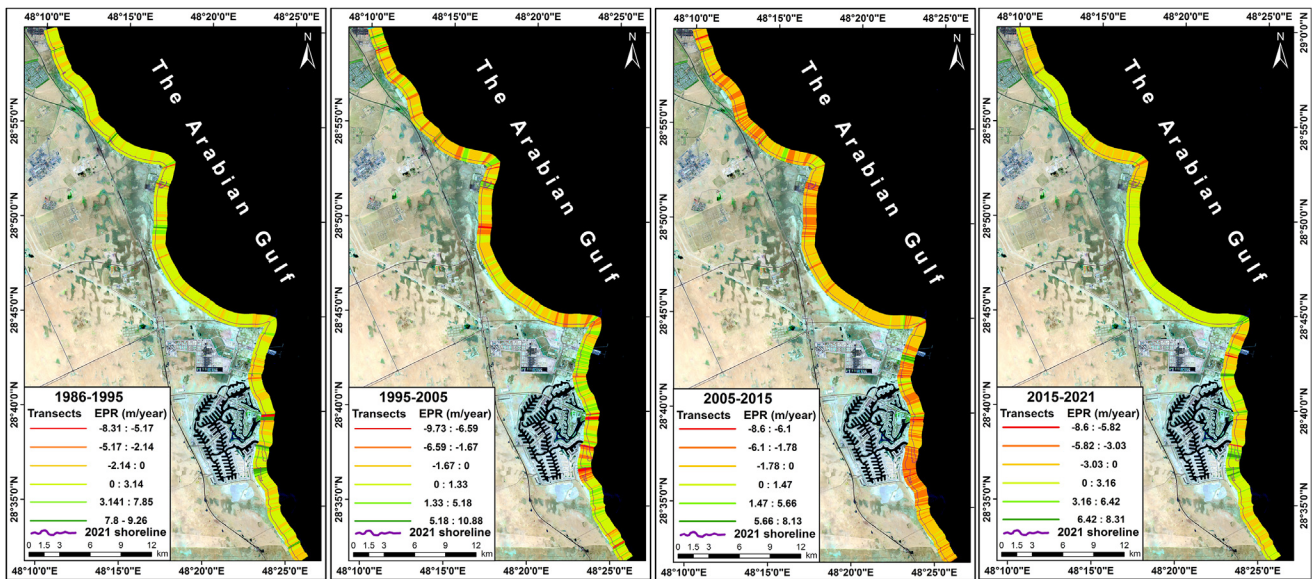 48°10'0"E 48°15'0"E 48°20'0"E 48°25'0"E
N
The Arabian Gulf
28°55'0"N
28°50'0"N
28°45'0"N
28°40'0"N
28°35'0"N
1986-1995
Transects EPR (m/year)
-8.31 : -5.17
-5.17 : -2.14
-2.14 : 0
0 : 3.14
3.141 : 7.85
7.8 - 9.26
2021 shoreline
0 1.5 3 6 9 12
km
48°10'0"E 48°15'0"E 48°20'0"E 48°25'0"E
48°10'0"E 48°15'0"E 48°20'0"E 48°25'0"E
N
The Arabian Gulf
28°55'0"N
28°50'0"N
28°45'0"N
28°40'0"N
28°35'0"N
1995-2005
Transects EPR (m/year)
-9.73 : -6.59
-6.59 : -1.67
-1.67 : 0
0 : 1.33
1.33 : 5.18
5.18 : 10.88
2021 shoreline
0 1.5 3 6 9 12
km
48°10'0"E 48°15'0"E 48°20'0"E 48°25'0"E
48°10'0"E 48°15'0"E 48°20'0"E 48°25'0"E
N
The Arabian Gulf
28°55'0"N
28°50'0"N
28°45'0"N
28°40'0"N
28°35'0"N
2005-2015
Transects EPR (m/year)
-8.6 : -6.1
-6.1 : -1.78
-1.78 : 0
0 : 1.47
1.47 : 5.66
5.66 : 8.13
2021 shoreline
0 1.5 3 6 9 12
km
48°10'0"E 48°15'0"E 48°20'0"E 48°25'0"E
48°10'0"E 48°15'0"E 48°20'0"E 48°25'0"E
N
The Arabian Gulf
28°55'0"N
28°50'0"N
28°45'0"N
28°40'0"N
28°35'0"N
2015-2021
Transects EPR (m/year)
-8.6 : -5.82
-5.82 : -3.03
-3.03 : 0
0 : 3.16
3.16 : 6.42
6.42 : 8.31
2021 shoreline
0 1.5 3 6 9 12
km
48°10'0"E 48°15'0"E 48°20'0"E 48°25'0"E
29°0'0"N
28°55'0"N
28°50'0"N
28°45'0"N
28°40'0"N
28°35'0"N